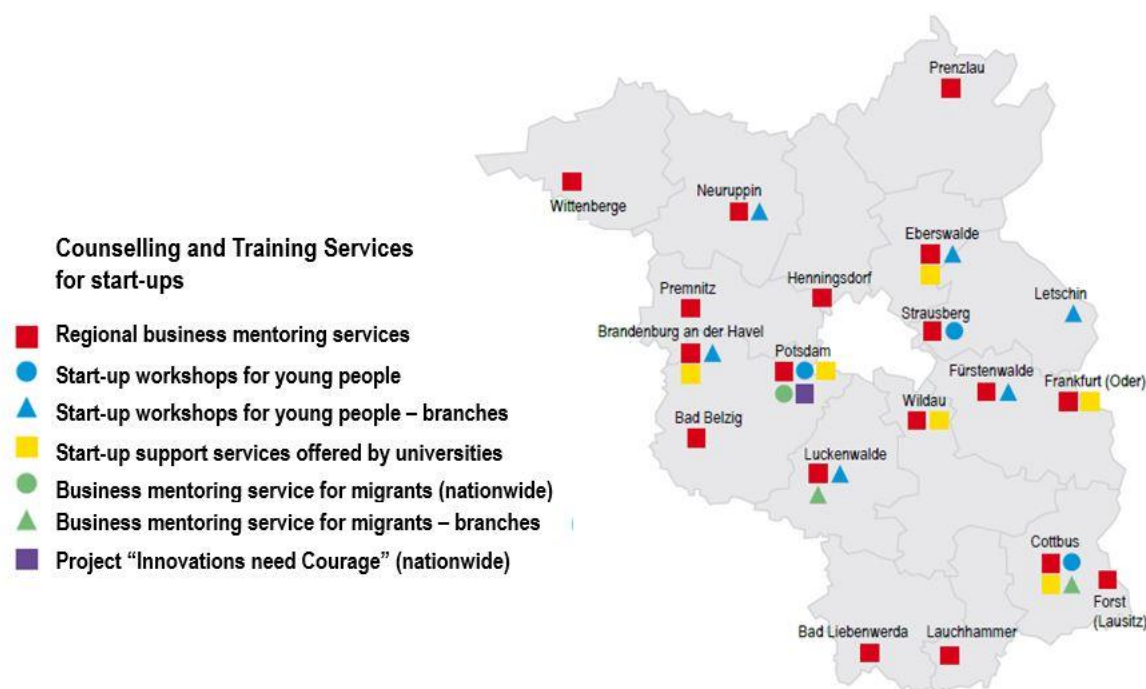 Counselling and Training Services
for start-ups
Regional business mentoring services
Start-up workshops for young people
Start-up workshops for young people – branches
Start-up support services offered by universities
Business mentoring service for migrants (nationwide)
Business mentoring service for migrants – branches
Project “Innovations need Courage” (nationwide)
Prenzlau
Wittenberge
Neuruppin
Eberswalde
Henningsdorf
Premnitz
Letschin
Strausberg
Brandenburg an der Havel
Potsdam
Fürstenwalde
Frankfurt (Oder)
Wildau
Bad Belzig
Luckenwalde
Cottbus
Forst
(Lausitz)
Bad Liebenwerda
Lauchhammer